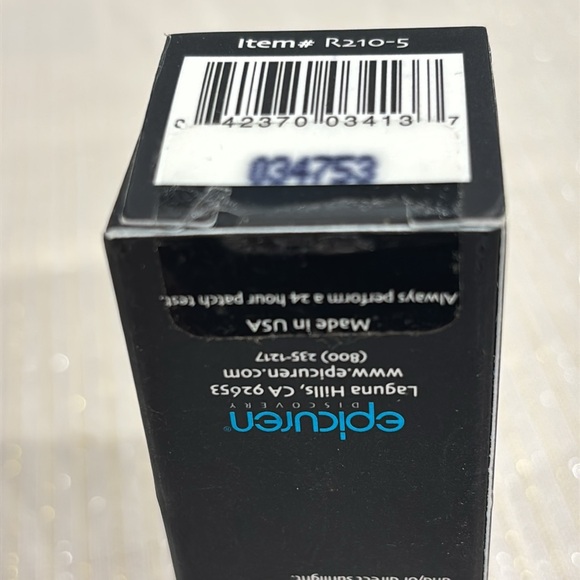 Item# R210-5
0 42370 03413 7
034753
and/or direct sunlight.
epicuren®
DISCOVERY
Laguna Hills, CA 92653
www.epicuren.com
(800) 235-1217
Made in USA
Always perform a 24 hour patch test.